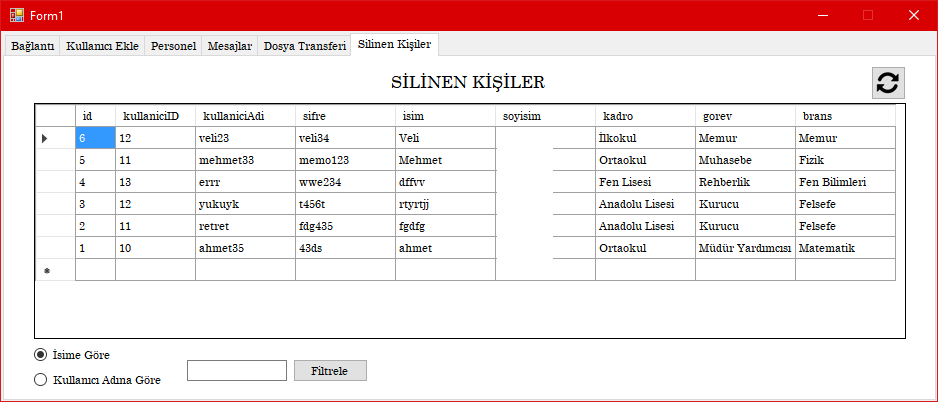 Form1
Bağlantı Kullanıcı Ekle Personel Mesajlar Dosya Transferi Silinen Kişiler
SİLİNEN KİŞİLER
id kullaniciID kullaniciAdi sifre isim soyisim kadro gorev brans
6 12 veli23 veli34 Veli İlkokul Memur Memur
5 11 mehmet33 memo123 Mehmet Ortaokul Muhasebe Fizik
4 13 errr wwe234 dffvv Fen Lisesi Rehberlik Fen Bilimleri
3 12 yukuyk t456t rtyrtjj Anadolu Lisesi Kurucu Felsefe
2 11 retret fdg435 fgdfg Anadolu Lisesi Kurucu Felsefe
1 10 ahmet35 43ds ahmet Ortaokul Müdür Yardımcısı Matematik
İsime Göre
Kullanıcı Adına Göre
Filtrele